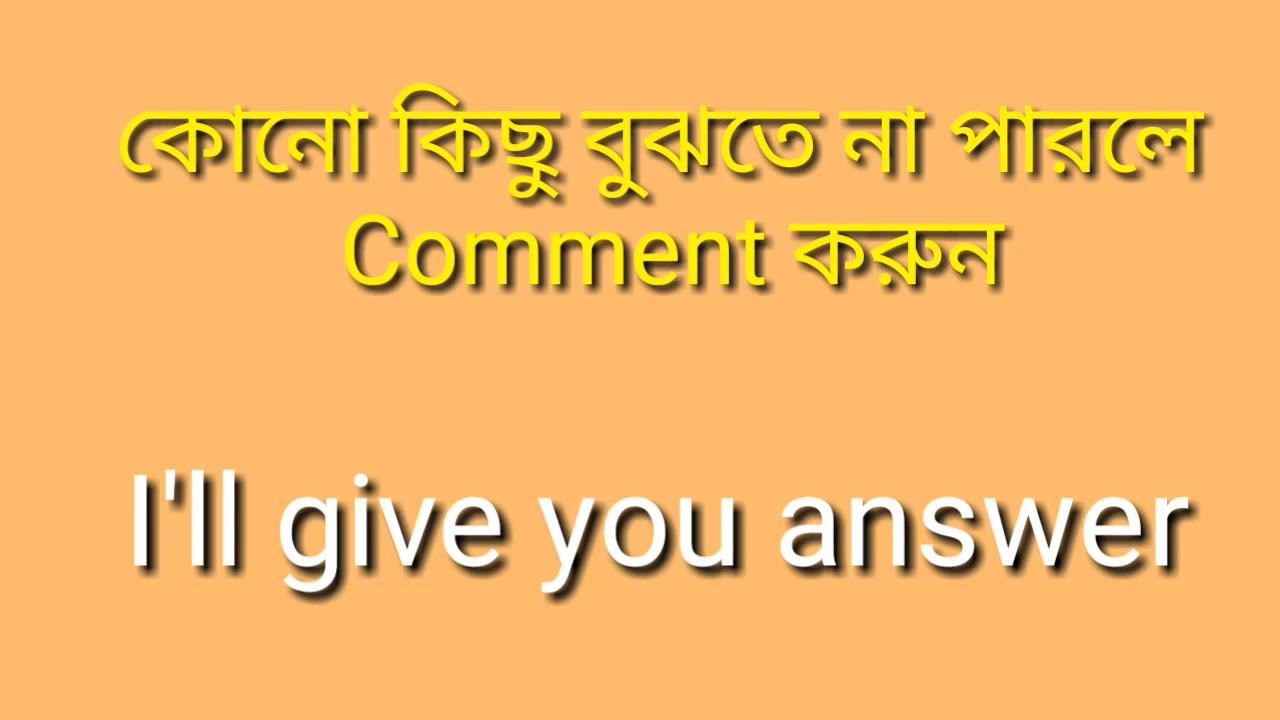 কোনো কিছু বুঝতে না পারলে
Comment করুন
I'll give you answer